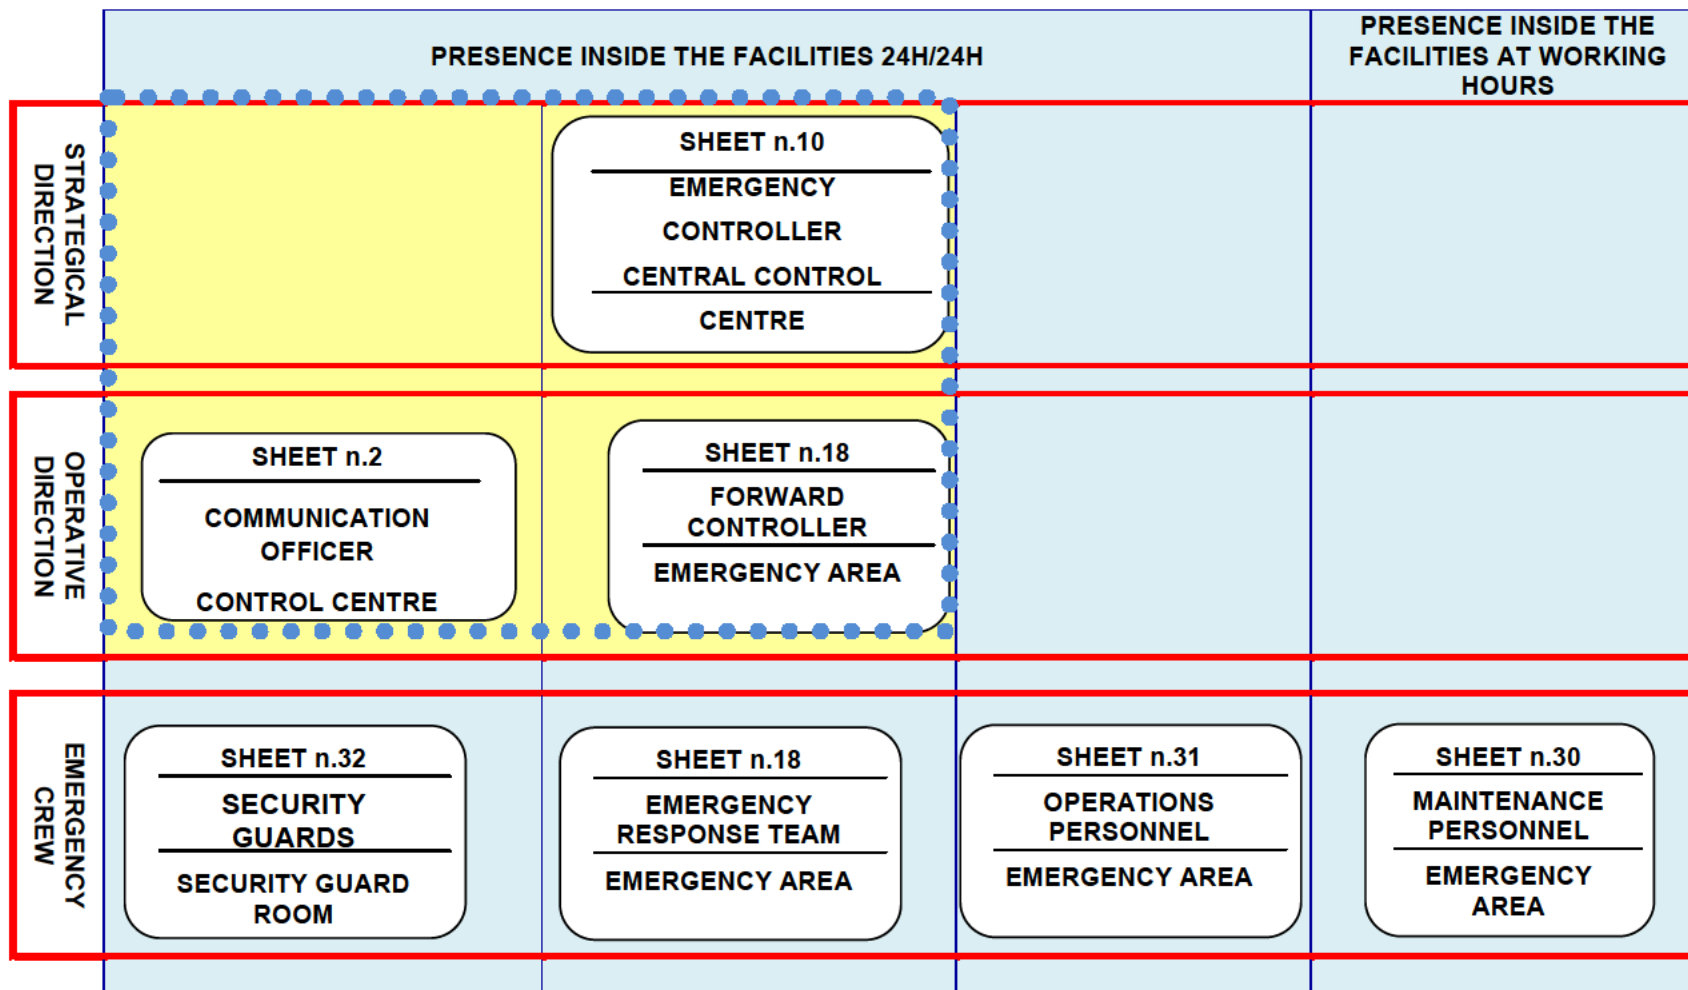 PRESENCE INSIDE THE FACILITIES 24H/24H
PRESENCE INSIDE THE
FACILITIES AT WORKING
HOURS
STRATEGICAL
DIRECTION
SHEET n.10
EMERGENCY
CONTROLLER
CENTRAL CONTROL
CENTRE
OPERATIVE
DIRECTION
SHEET n.2
COMMUNICATION
OFFICER
CONTROL CENTRE
SHEET n.18
FORWARD
CONTROLLER
EMERGENCY AREA
EMERGENCY
CREW
SHEET n.32
SECURITY
GUARDS
SECURITY GUARD
ROOM
SHEET n.18
EMERGENCY
RESPONSE TEAM
EMERGENCY AREA
SHEET n.31
OPERATIONS
PERSONNEL
EMERGENCY AREA
SHEET n.30
MAINTENANCE
PERSONNEL
EMERGENCY
AREA